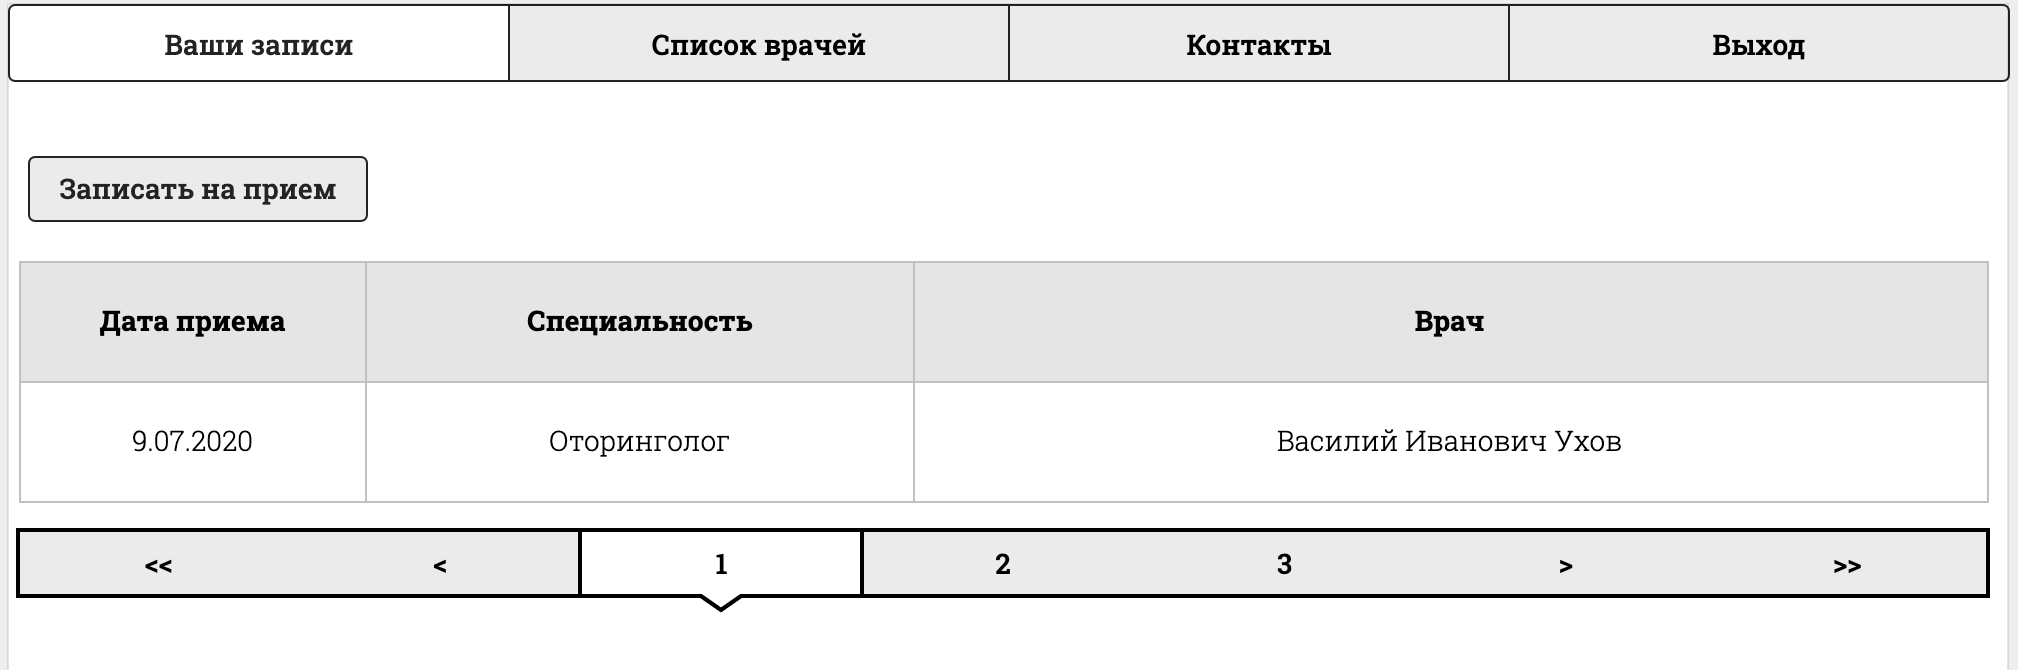 Ваши записи Список врачей Контакты Выход
Записать на прием
Дата приема Специальность Врач
9.07.2020 Оторинголог Василий Иванович Ухов
<< < 1 2 3 > >>